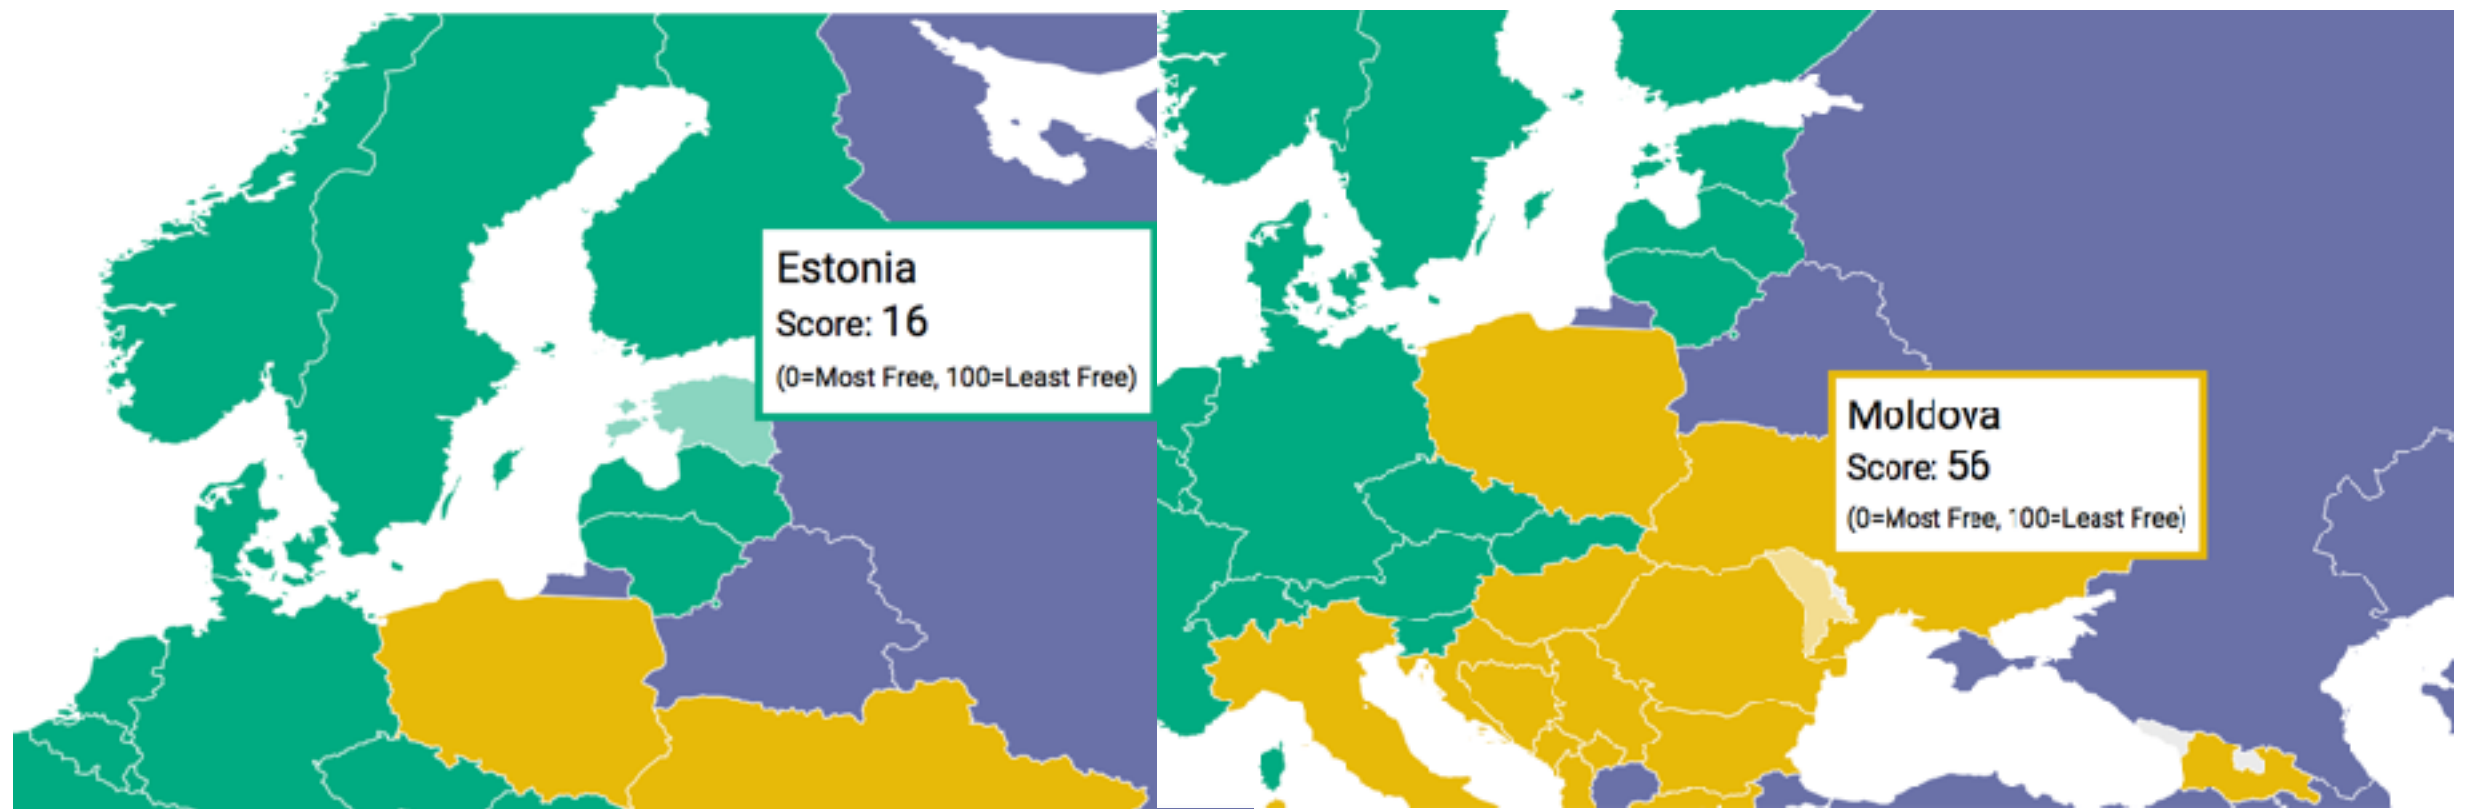 Estonia
Score: 16
(0=Most Free, 100=Least Free)
Moldova
Score: 56
(0=Most Free, 100=Least Free)